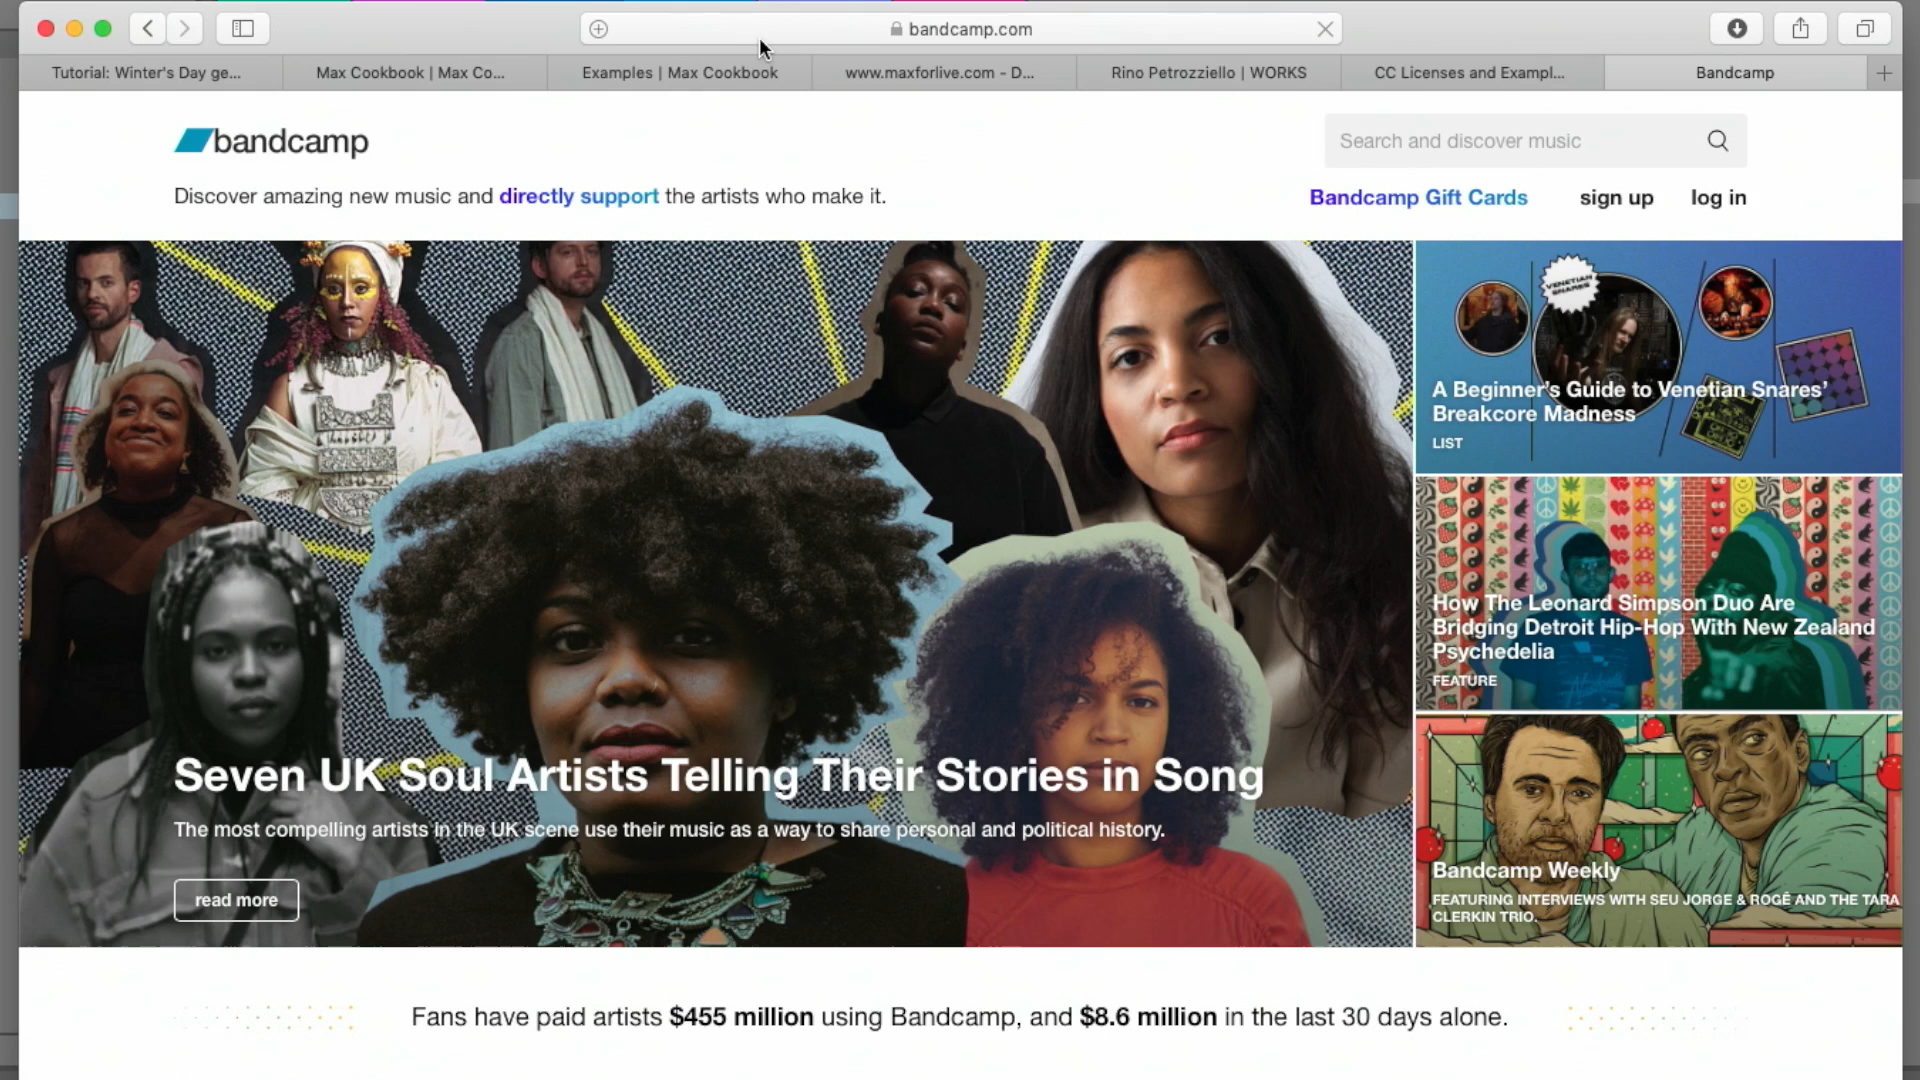 bandcamp.com
Tutorial: Winter's Day ge...
Max Cookbook | Max Co...
Examples | Max Cookbook
www.maxforlive.com - D...
Rino Petrozziello | WORKS
CC Licenses and Exampl...
Bandcamp
bandcamp
Search and discover music
Discover amazing new music and directly support the artists who make it.
Bandcamp Gift Cards
sign up
log in
VENETIAN
SNARES
A Beginner's Guide to Venetian Snares'
Breakcore Madness
LIST
How The Leonard Simpson Duo Are
Bridging Detroit Hip-Hop With New Zealand
Psychedelia
FEATURE
Seven UK Soul Artists Telling Their Stories in Song
The most compelling artists in the UK scene use their music as a way to share personal and political history.
read more
Bandcamp Weekly
FEATURING INTERVIEWS WITH SEU JORGE & ROGÊ AND THE TARA
CLERKIN TRIO.
Fans have paid artists $455 million using Bandcamp, and $8.6 million in the last 30 days alone.